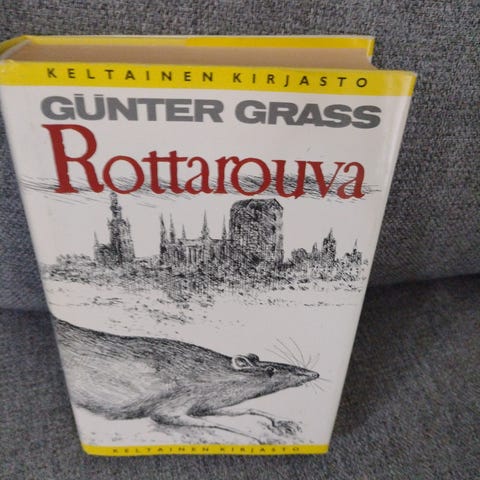 KELTAINEN KIRJASTO
GÜNTER GRASS
Rottarouva
KELTAINEN KIRJASTO